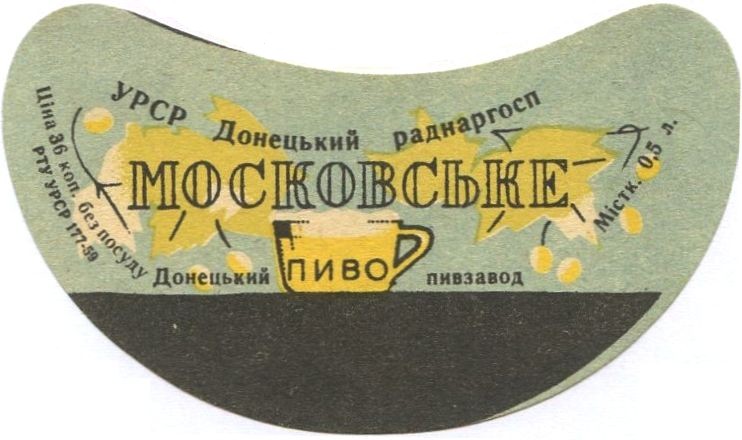 УРСР Донецький раднаргосп
МОСКОВСЬКЕ
ПИВО
Донецький пивзавод
Ціна 36 коп. без посуду
РТУ УРСР 177-59
Містк. 0,5 л.